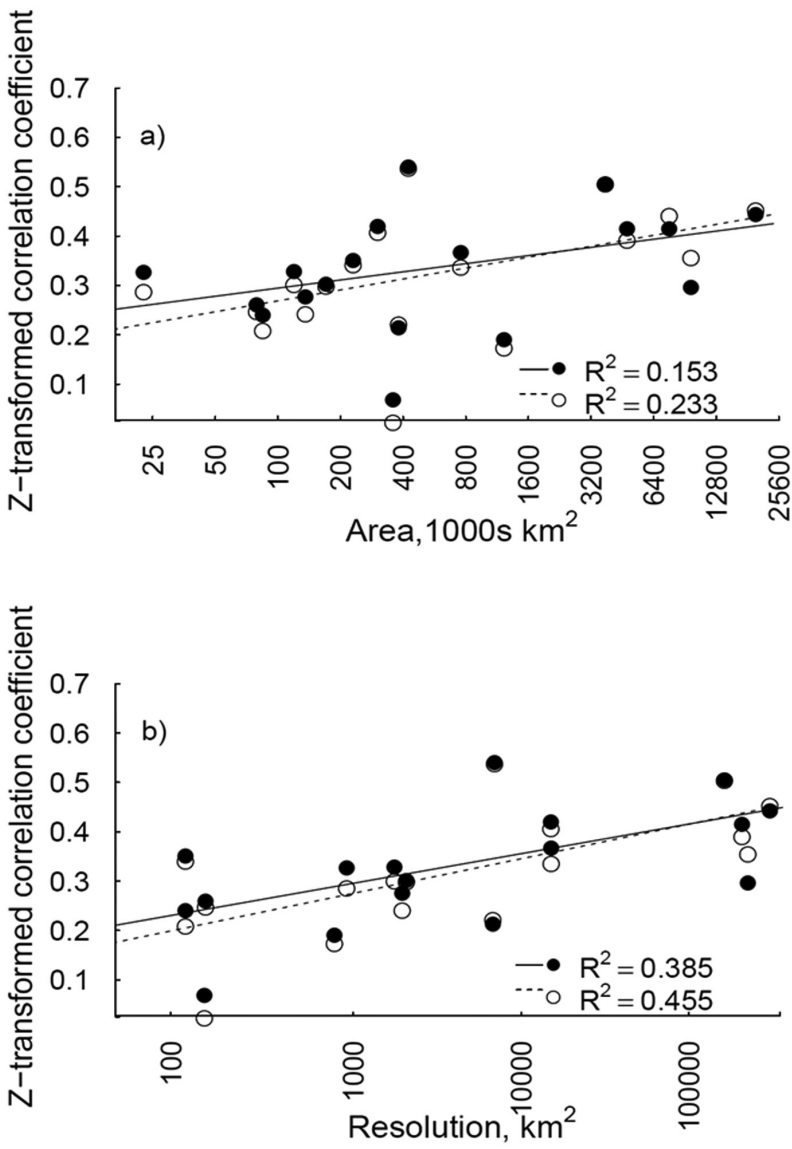 Z−transformed correlation coefficient
0.7
0.6
0.5
0.4
0.3
0.2
0.1
a)
R² = 0.153
R² = 0.233
25 50 100 200 400 800 1600 3200 6400 12800 25600
Area,1000s km²
Z−transformed correlation coefficient
0.7
0.6
0.5
0.4
0.3
0.2
0.1
b)
R² = 0.385
R² = 0.455
100 1000 10000 100000
Resolution, km²